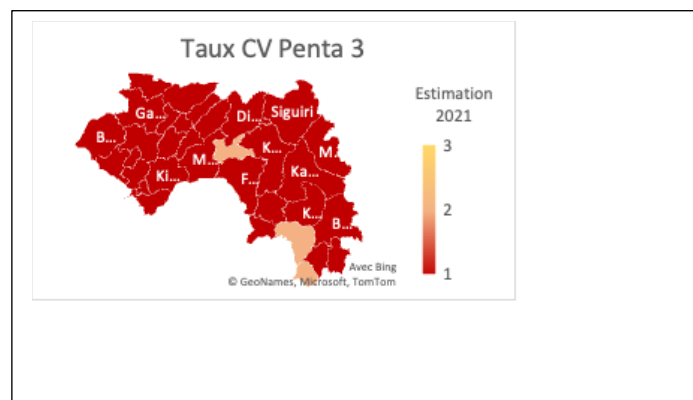 Taux CV Penta 3
Estimation
2021
3
2
1
Ga...
Di...
Siguiri
B...
K...
M...
M...
Ki...
F...
Ka...
K...
B...
Avec Bing
© GeoNames, Microsoft, TomTom